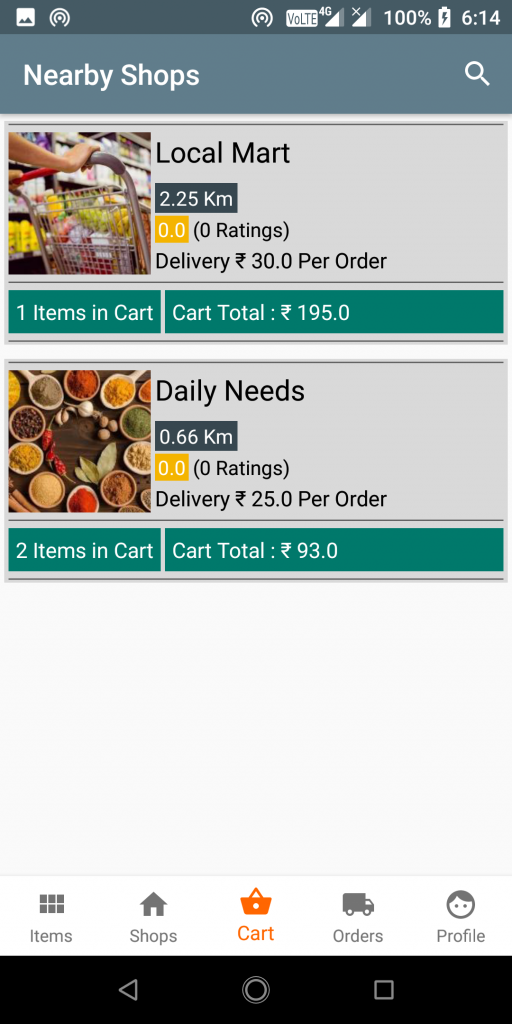 VoLTE 4G 100% 6:14
Nearby Shops
Local Mart
2.25 Km
0.0 (0 Ratings)
Delivery ₹ 30.0 Per Order
1 Items in Cart Cart Total : ₹ 195.0
Daily Needs
0.66 Km
0.0 (0 Ratings)
Delivery ₹ 25.0 Per Order
2 Items in Cart Cart Total : ₹ 93.0
Items Shops Cart Orders Profile